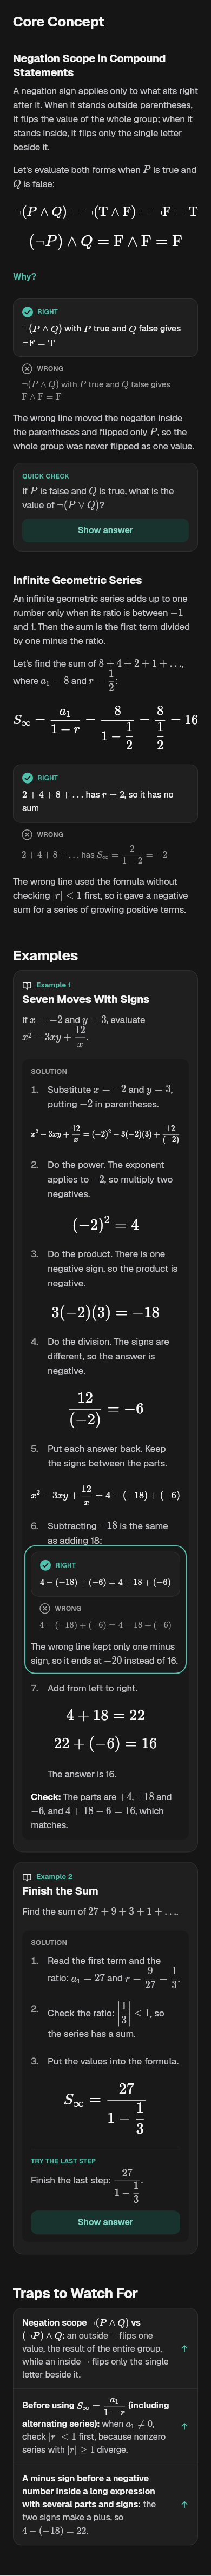 Core Concept
Negation Scope in Compound
Statements
A negation sign applies only to what sits right
after it. When it stands outside parentheses,
it flips the value of the whole group; when it
stands inside, it flips only the single letter
beside it.
Let's evaluate both forms when P is true and
Q is false:
¬(P ∧ Q) = ¬(T ∧ F) = ¬F = T
(¬P) ∧ Q = F ∧ F = F
Why?
RIGHT
¬(P ∧ Q) with P true and Q false gives
¬F = T
WRONG
¬(P ∧ Q) with P true and Q false gives
F ∧ F = F
The wrong line moved the negation inside
the parentheses and flipped only P, so the
whole group was never flipped as one value.
QUICK CHECK
If P is false and Q is true, what is the
value of ¬(P ∨ Q)?
Show answer
Infinite Geometric Series
An infinite geometric series adds up to one
number only when its ratio is between −1
and 1. Then the sum is the first term divided
by one minus the ratio.
Let's find the sum of 8 + 4 + 2 + 1 + …,
where a₁ = 8 and r = 1/2:
S∞ = a₁/(1 − r) = 8/(1 − 1/2) = 8/(1/2) = 16
RIGHT
2 + 4 + 8 + … has r = 2, so it has no
sum
WRONG
2 + 4 + 8 + … has S∞ = 2/(1 − 2) = −2
The wrong line used the formula without
checking |r| < 1 first, so it gave a negative
sum for a series of growing positive terms.
Examples
Example 1
Seven Moves With Signs
If x = −2 and y = 3, evaluate
x² − 3xy + 12/x.
SOLUTION
1. Substitute x = −2 and y = 3,
putting −2 in parentheses.
x² − 3xy + 12/x = (−2)² − 3(−2)(3) + 12/(−2)
2. Do the power. The exponent
applies to −2, so multiply two
negatives.
(−2)² = 4
3. Do the product. There is one
negative sign, so the product is
negative.
3(−2)(3) = −18
4. Do the division. The signs are
different, so the answer is
negative.
12/(−2) = −6
5. Put each answer back. Keep
the signs between the parts.
x² − 3xy + 12/x = 4 − (−18) + (−6)
6. Subtracting −18 is the same
as adding 18:
RIGHT
4 − (−18) + (−6) = 4 + 18 + (−6)
WRONG
4 − (−18) + (−6) = 4 − 18 + (−6)
The wrong line kept only one minus
sign, so it ends at −20 instead of 16.
7. Add from left to right.
4 + 18 = 22
22 + (−6) = 16
The answer is 16.
Check: The parts are +4, +18 and
−6, and 4 + 18 − 6 = 16, which
matches.
Example 2
Finish the Sum
Find the sum of 27 + 9 + 3 + 1 + ….
SOLUTION
1. Read the first term and the
ratio: a₁ = 27 and r = 9/27 = 1/3.
2. Check the ratio: |1/3| < 1, so
the series has a sum.
3. Put the values into the formula.
S∞ = 27/(1 − 1/3)
TRY THE LAST STEP
Finish the last step: 27/(1 − 1/3).
Show answer
Traps to Watch For
Negation scope ¬(P ∧ Q) vs
(¬P) ∧ Q: an outside ¬ flips one
value, the result of the entire group,
while an inside ¬ flips only the single
letter beside it.
↑
Before using S∞ = a₁/(1 − r) (including
alternating series): when a₁ ≠ 0,
check |r| < 1 first, because nonzero
series with |r| ≥ 1 diverge.
↑
A minus sign before a negative
number inside a long expression
with several parts and signs: the
two signs make a plus, so
4 − (−18) = 22.
↑